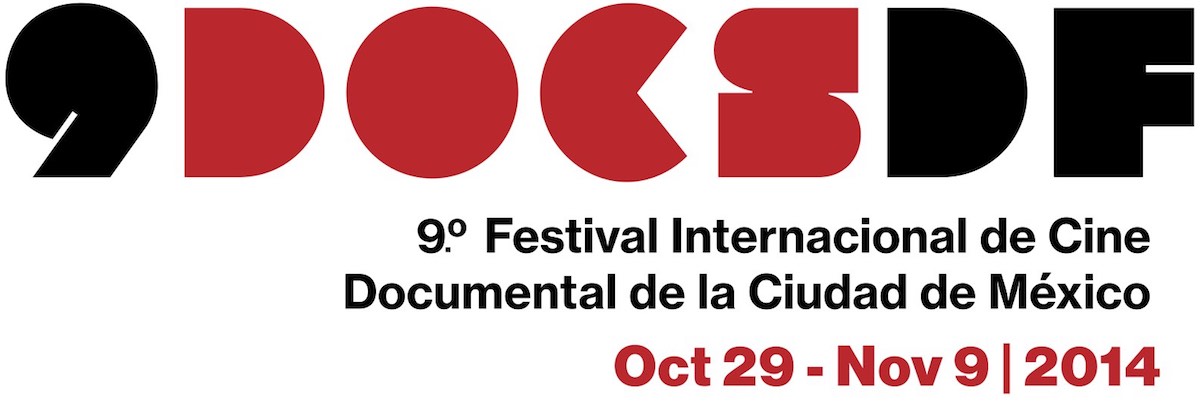 9DOCSDF
9.º Festival Internacional de Cine
Documental de la Ciudad de México
Oct 29 - Nov 9 | 2014